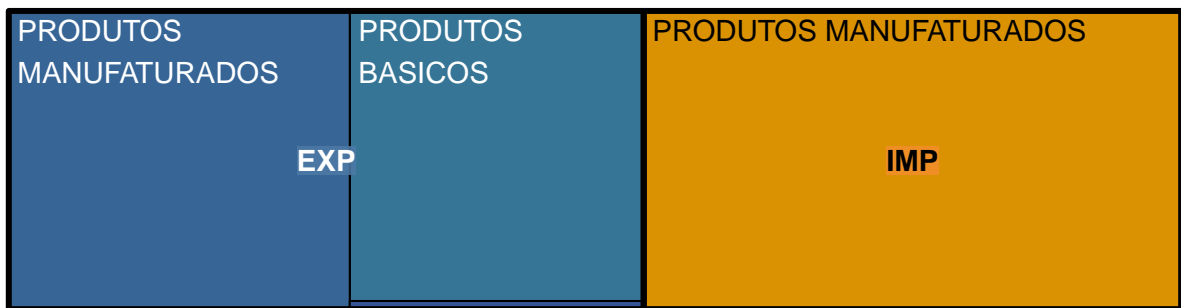 PRODUTOS
MANUFATURADOS
PRODUTOS
BASICOS
PRODUTOS MANUFATURADOS
EXP
IMP